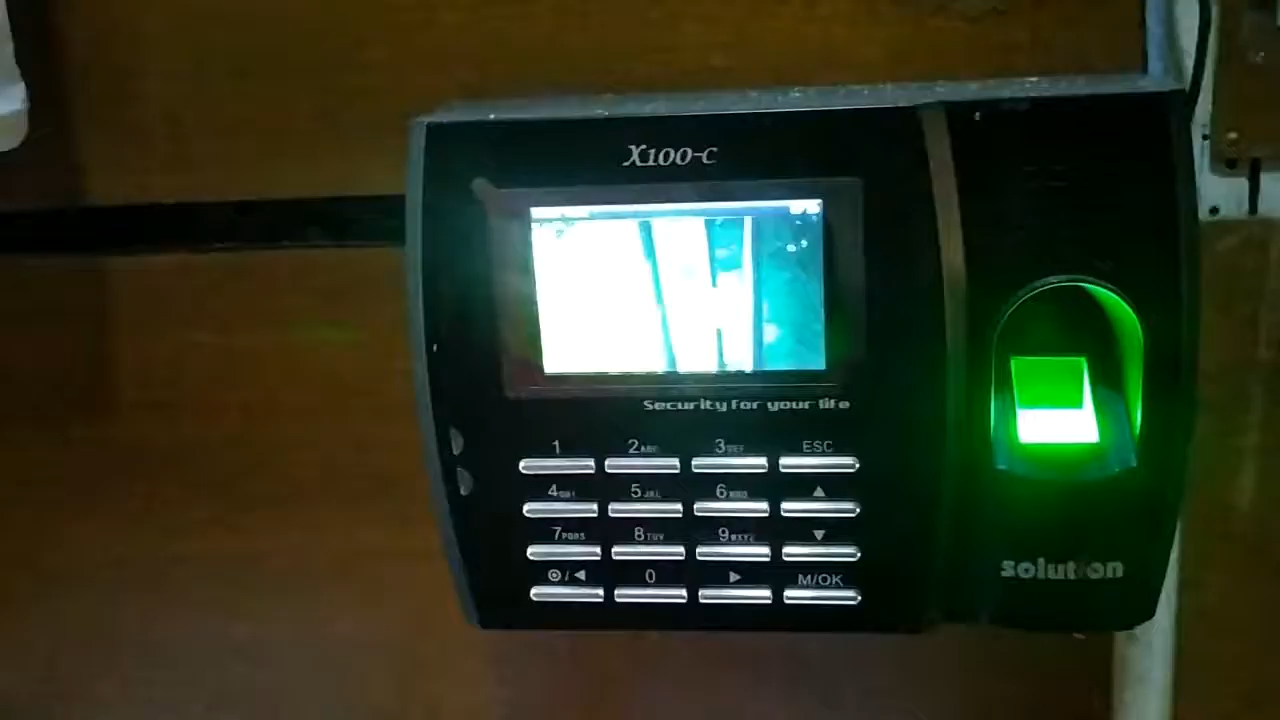 X100-C
Security for your life
1 2ABC 3DEF ESC
4GHI 5JKL 6MNO ▲
7PQRS 8TUV 9WXYZ ▼
◎/◀ 0 ▶ M/OK
solution